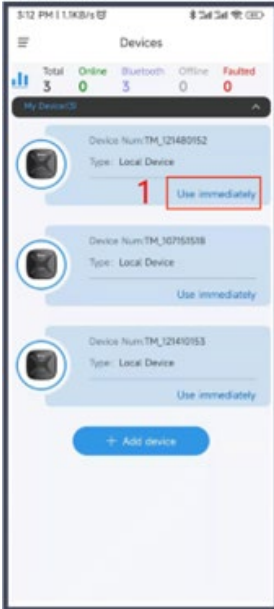 3:12 PM | 1.1KB/s
Devices
Total Online Bluetooth Offline Faulted
3 0 3 0 0
My Device(3)
Device Num:TM_121480152
Type: Local Device
1 Use immediately
Device Num:TM_107151518
Type: Local Device
Use immediately
Device Num:TM_121410153
Type: Local Device
Use immediately
+ Add device